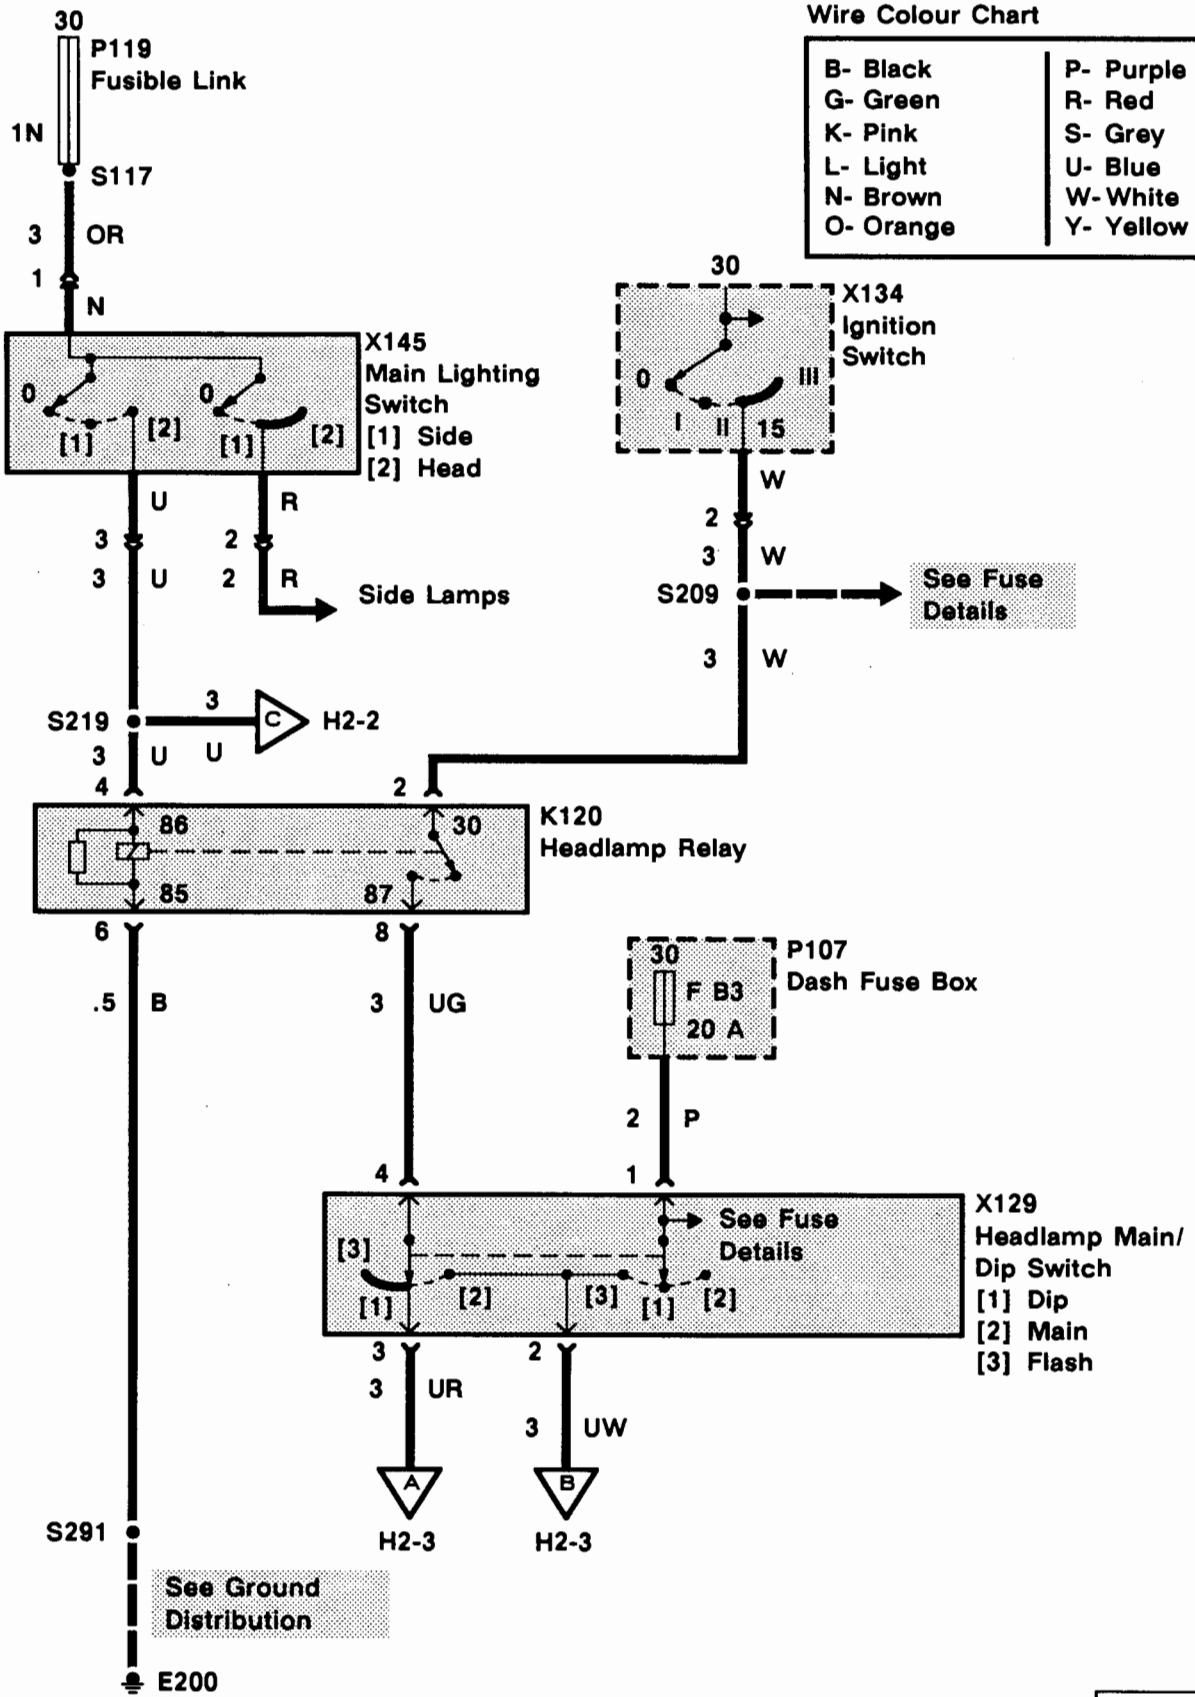 Wire Colour Chart
B- Black
G- Green
K- Pink
L- Light
N- Brown
O- Orange
P- Purple
R- Red
S- Grey
U- Blue
W- White
Y- Yellow
30
P119
Fusible Link
1N
S117
3 OR
1
N
X145
Main Lighting
Switch
[1] Side
[2] Head
0
[1]
[2]
0
[1]
[2]
30
X134
Ignition
Switch
0
I
II
III
15
U
R
3
2
3 U
2 R
Side Lamps
W
2
3 W
S209
See Fuse
Details
3 W
S219
3
U
C
H2-2
3 U
4
2
K120
Headlamp Relay
86
30
85
87
6
8
.5 B
3 UG
P107
Dash Fuse Box
30
F B3
20 A
2 P
4
1
X129
Headlamp Main/
Dip Switch
[1] Dip
[2] Main
[3] Flash
See Fuse
Details
[3]
[1]
[2]
[3]
[1]
[2]
3
2
3 UR
3 UW
A
B
H2-3
H2-3
S291
See Ground
Distribution
E200